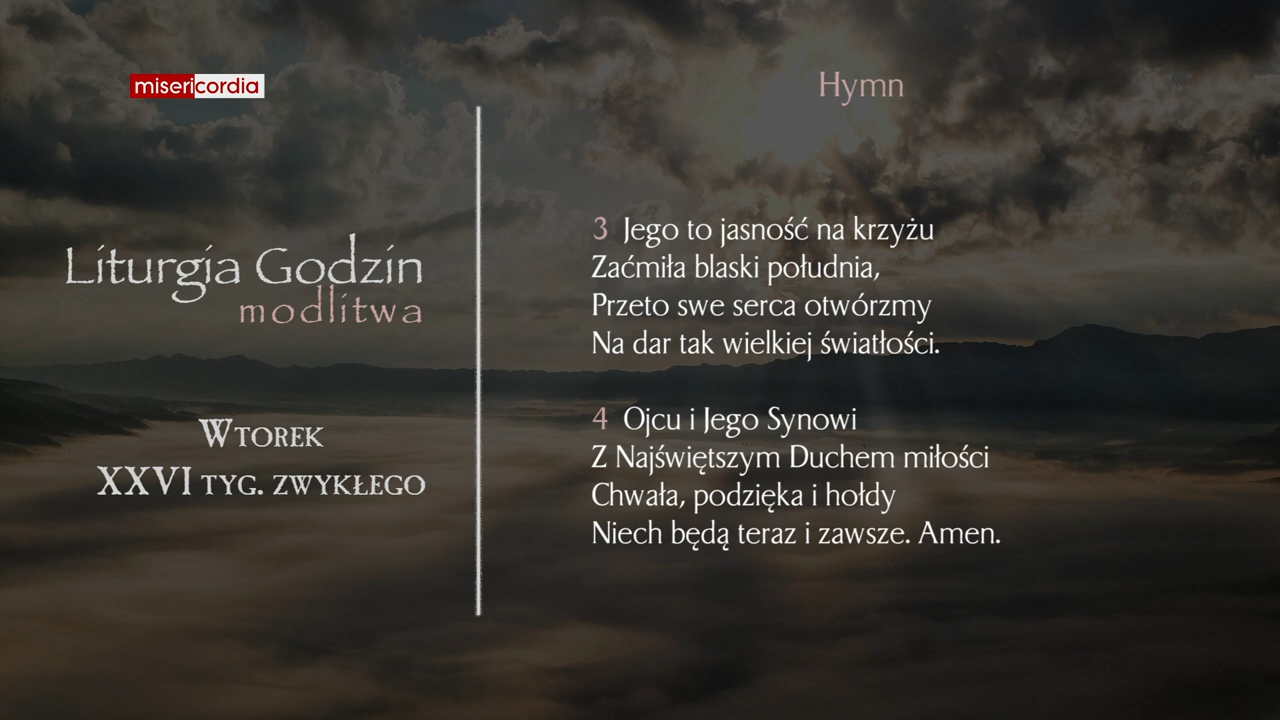 misericordia
Liturgia Godzin
modlitwa
Wtorek
XXVI tyg. zwykłego
Hymn
3 Jego to jasność na krzyżu
Zaćmiła blaski południa,
Przeto swe serca otwórzmy
Na dar tak wielkiej światłości.
4 Ojcu i Jego Synowi
Z Najświętszym Duchem miłości
Chwała, podzięka i hołdy
Niech będą teraz i zawsze. Amen.